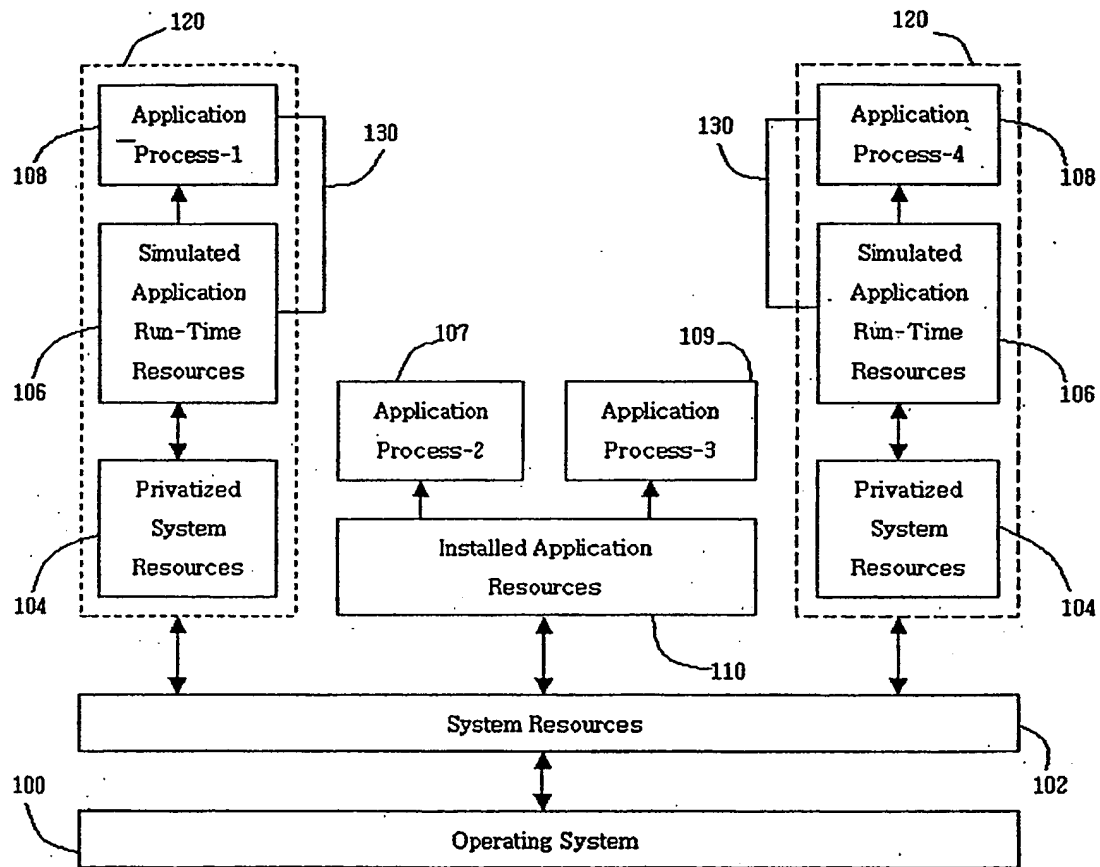 120
120
Application
Process-1
Application
Process-4
130
130
108
108
Simulated
Application
Run-Time
Resources
Simulated
Application
Run-Time
Resources
107
109
106
106
Application
Process-2
Application
Process-3
Privatized
System
Resources
Privatized
System
Resources
Installed Application
Resources
104
104
110
System Resources
100
102
Operating System